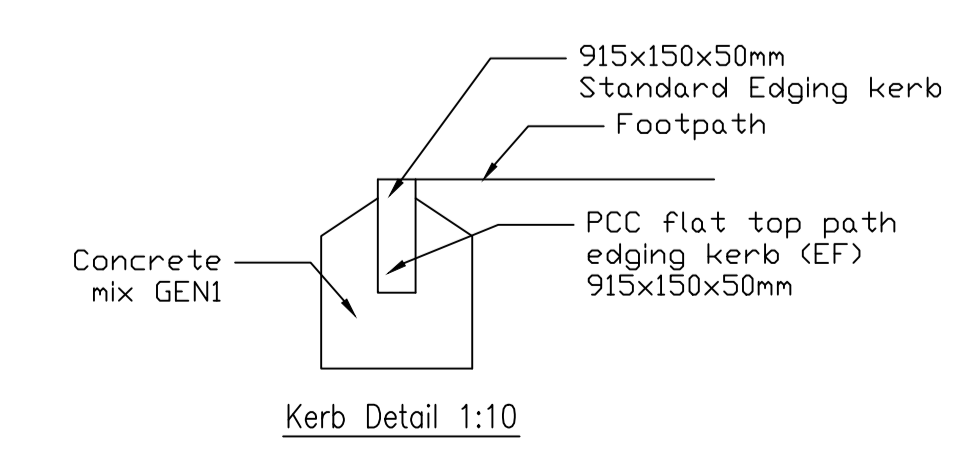 915x150x50mm
Standard Edging kerb
Footpath
PCC flat top path
edging kerb (EF)
915x150x50mm
Concrete
mix GEN1
Kerb Detail 1:10